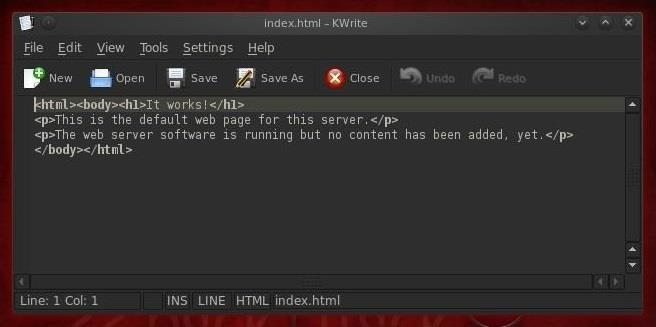 index.html – KWrite
File Edit View Tools Settings Help
New Open Save Save As Close Undo Redo
<html><body><h1>It works!</h1>
<p>This is the default web page for this server.</p>
<p>The web server software is running but no content has been added, yet.</p>
</body></html>
Line: 1 Col: 1 INS LINE HTML index.html